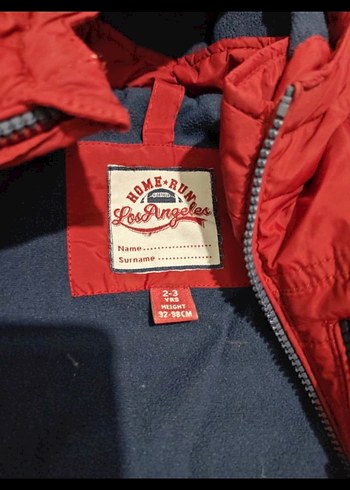 HOME★RUN
Los Angeles
Name....................
Surname................
2-3
YRS
HEIGHT
92-98CM